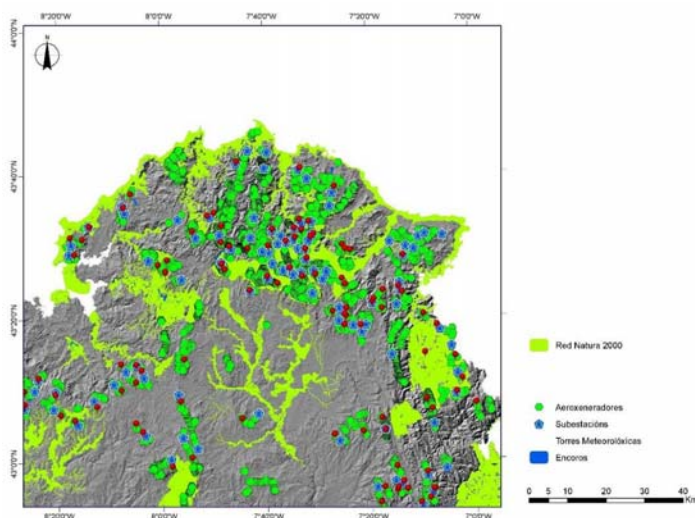 8°20'0"W 8°0'0"W 7°40'0"W 7°20'0"W 7°0'0"W
44°0'0"N
N
43°40'0"N
43°20'0"N
43°0'0"N
8°20'0"W 8°0'0"W 7°40'0"W 7°20'0"W 7°0'0"W
Red Natura 2000
Aeroxeneradores
Subestacións
Torres Meteorolóxicas
Encoros
0 5 10 20 30 40
Km